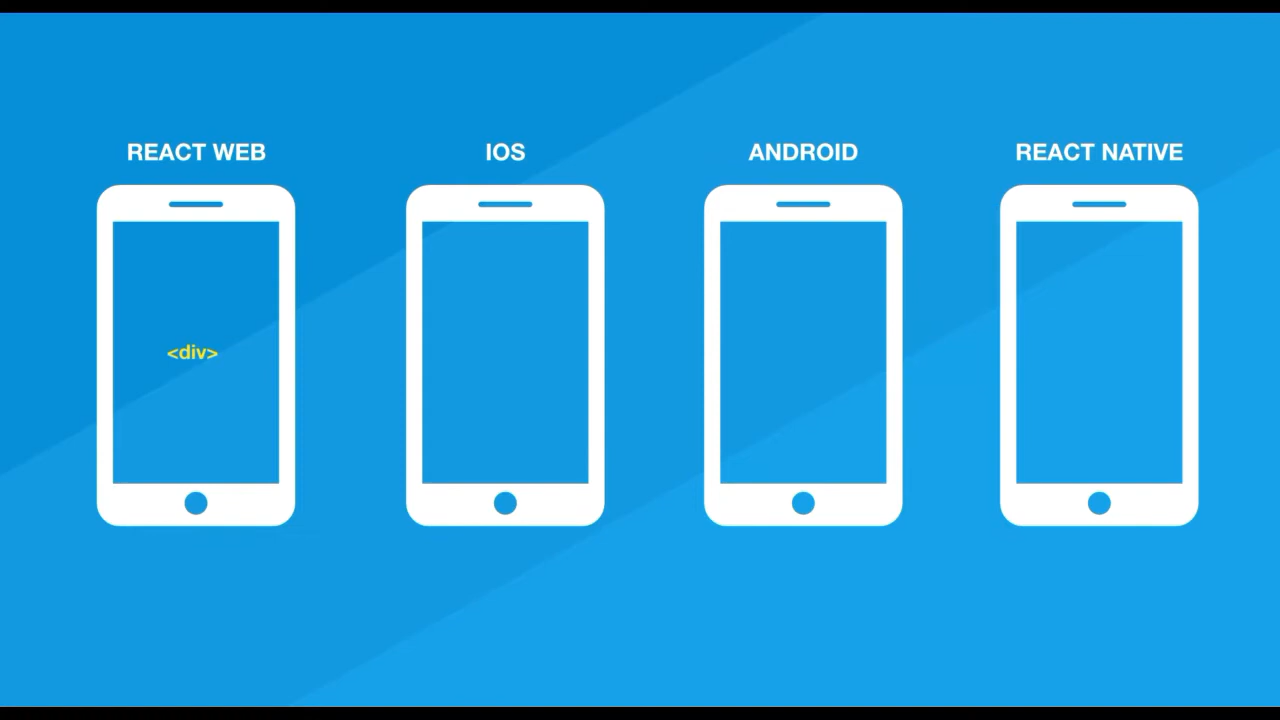 REACT WEB
IOS
ANDROID
REACT NATIVE
<div>